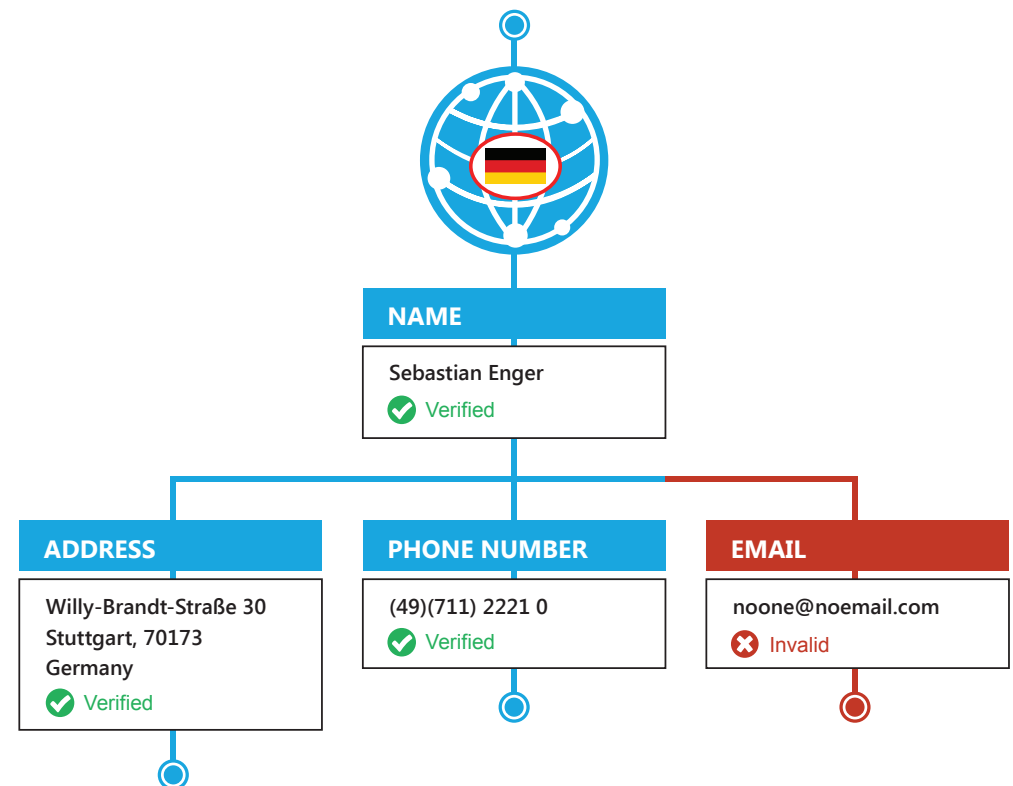 NAME
Sebastian Enger
Verified
ADDRESS
Willy-Brandt-Straße 30
Stuttgart, 70173
Germany
Verified
PHONE NUMBER
(49)(711) 2221 0
Verified
EMAIL
noone@noemail.com
Invalid